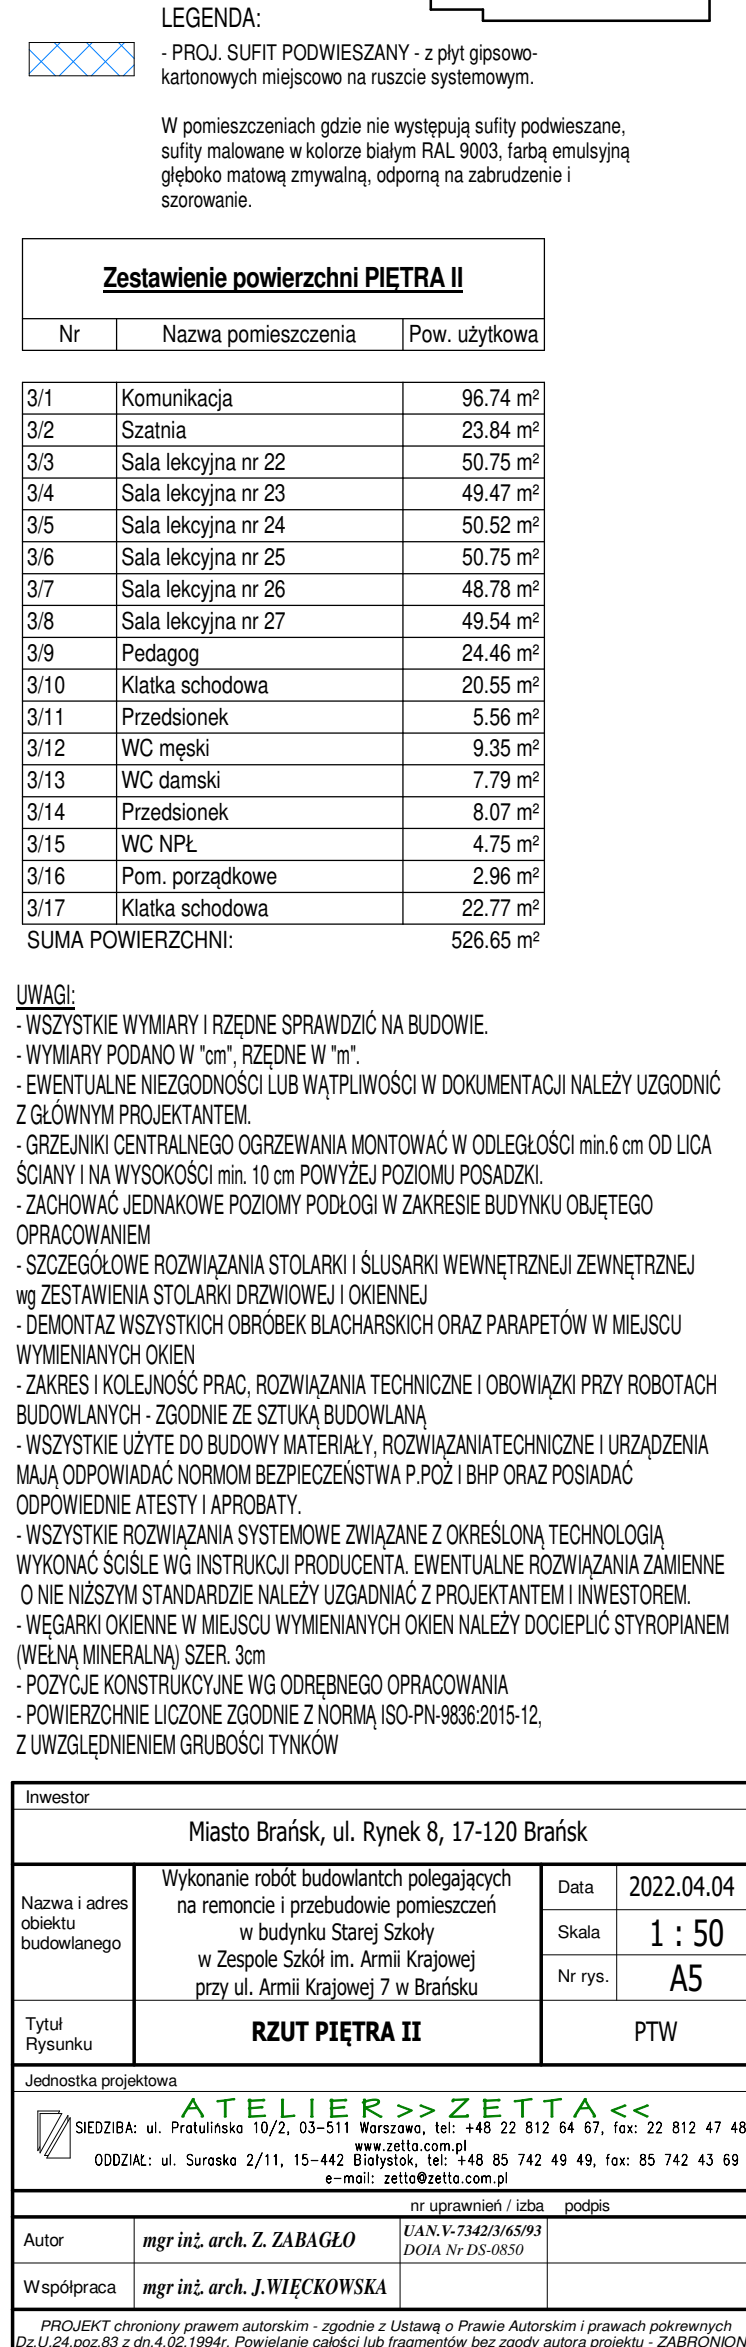 LEGENDA:
- PROJ. SUFIT PODWIESZANY - z płyt gipsowo-
kartonowych miejscowo na ruszcie systemowym.
W pomieszczeniach gdzie nie występują sufity podwieszane,
sufity malowane w kolorze białym RAL 9003, farbą emulsyjną
głęboko matową zmywalną, odporną na zabrudzenie i
szorowanie.
Zestawienie powierzchni PIĘTRA II
Nr Nazwa pomieszczenia Pow. użytkowa
3/1 Komunikacja 96.74 m²
3/2 Szatnia 23.84 m²
3/3 Sala lekcyjna nr 22 50.75 m²
3/4 Sala lekcyjna nr 23 49.47 m²
3/5 Sala lekcyjna nr 24 50.52 m²
3/6 Sala lekcyjna nr 25 50.75 m²
3/7 Sala lekcyjna nr 26 48.78 m²
3/8 Sala lekcyjna nr 27 49.54 m²
3/9 Pedagog 24.46 m²
3/10 Klatka schodowa 20.55 m²
3/11 Przedsionek 5.56 m²
3/12 WC męski 9.35 m²
3/13 WC damski 7.79 m²
3/14 Przedsionek 8.07 m²
3/15 WC NPŁ 4.75 m²
3/16 Pom. porządkowe 2.96 m²
3/17 Klatka schodowa 22.77 m²
SUMA POWIERZCHNI: 526.65 m²
UWAGI:
- WSZYSTKIE WYMIARY I RZĘDNE SPRAWDZIĆ NA BUDOWIE.
- WYMIARY PODANO W "cm", RZĘDNE W "m".
- EWENTUALNE NIEZGODNOŚCI LUB WĄTPLIWOŚCI W DOKUMENTACJI NALEŻY UZGODNIĆ
Z GŁÓWNYM PROJEKTANTEM.
- GRZEJNIKI CENTRALNEGO OGRZEWANIA MONTOWAĆ W ODLEGŁOŚCI min.6 cm OD LICA
ŚCIANY I NA WYSOKOŚCI min. 10 cm POWYŻEJ POZIOMU POSADZKI.
- ZACHOWAĆ JEDNAKOWE POZIOMY PODŁOGI W ZAKRESIE BUDYNKU OBJĘTEGO
OPRACOWANIEM
- SZCZEGÓŁOWE ROZWIĄZANIA STOLARKI I ŚLUSARKI WEWNĘTRZNEJI ZEWNĘTRZNEJ
wg ZESTAWIENIA STOLARKI DRZWIOWEJ I OKIENNEJ
- DEMONTAZ WSZYSTKICH OBRÓBEK BLACHARSKICH ORAZ PARAPETÓW W MIEJSCU
WYMIENIANYCH OKIEN
- ZAKRES I KOLEJNOŚĆ PRAC, ROZWIĄZANIA TECHNICZNE I OBOWIĄZKI PRZY ROBOTACH
BUDOWLANYCH - ZGODNIE ZE SZTUKĄ BUDOWLANĄ
- WSZYSTKIE UŻYTE DO BUDOWY MATERIAŁY, ROZWIĄZANIATECHNICZNE I URZĄDZENIA
MAJĄ ODPOWIADAĆ NORMOM BEZPIECZEŃSTWA P.POŻ I BHP ORAZ POSIADAĆ
ODPOWIEDNIE ATESTY I APROBATY.
- WSZYSTKIE ROZWIĄZANIA SYSTEMOWE ZWIĄZANE Z OKREŚLONĄ TECHNOLOGIĄ
WYKONAĆ ŚCIŚLE WG INSTRUKCJI PRODUCENTA. EWENTUALNE ROZWIĄZANIA ZAMIENNE
O NIE NIŻSZYM STANDARDZIE NALEŻY UZGADNIAĆ Z PROJEKTANTEM I INWESTOREM.
- WĘGARKI OKIENNE W MIEJSCU WYMIENIANYCH OKIEN NALEŻY DOCIEPLIĆ STYROPIANEM
(WEŁNĄ MINERALNĄ) SZER. 3cm
- POZYCJE KONSTRUKCYJNE WG ODRĘBNEGO OPRACOWANIA
- POWIERZCHNIE LICZONE ZGODNIE Z NORMĄ ISO-PN-9836:2015-12,
Z UWZGLĘDNIENIEM GRUBOŚCI TYNKÓW
Inwestor
Miasto Brańsk, ul. Rynek 8, 17-120 Brańsk
Nazwa i adres
obiektu
budowlanego
Wykonanie robót budowlantch polegających
na remoncie i przebudowie pomieszczeń
w budynku Starej Szkoły
w Zespole Szkół im. Armii Krajowej
przy ul. Armii Krajowej 7 w Brańsku
Data 2022.04.04
Skala 1 : 50
Nr rys. A5
Tytuł
Rysunku
RZUT PIĘTRA II PTW
Jednostka projektowa
ATELIER>>ZETTA<<
SIEDZIBA: ul. Pratulińska 10/2, 03-511 Warszawa, tel: +48 22 812 64 67, fax: 22 812 47 48
www.zetta.com.pl
ODDZIAŁ: ul. Suraska 2/11, 15-442 Białystok, tel: +48 85 742 49 49, fax: 85 742 43 69
e-mail: zetta@zetta.com.pl
nr uprawnień / izba podpis
Autor mgr inż. arch. Z. ZABAGŁO UAN.V-7342/3/65/93
DOIA Nr DS-0850
Współpraca mgr inż. arch. J.WIĘCKOWSKA
PROJEKT chroniony prawem autorskim - zgodnie z Ustawą o Prawie Autorskim i prawach pokrewnych
Dz.U.24.poz.83 z dn.4.02.1994r. Powielanie całości lub fragmentów bez zgody autora projektu - ZABRONION